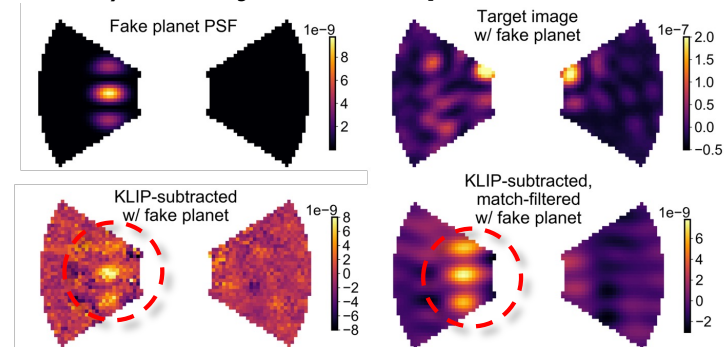 Fake planet PSF
1e−9
8
6
4
2
Target image
w/ fake planet
1e−7
2.0
1.5
1.0
0.5
0.0
−0.5
KLIP-subtracted
w/ fake planet
1e−9
8
6
4
2
0
−2
−4
−6
−8
KLIP-subtracted,
match-filtered
w/ fake planet
1e−9
6
4
2
0
−2